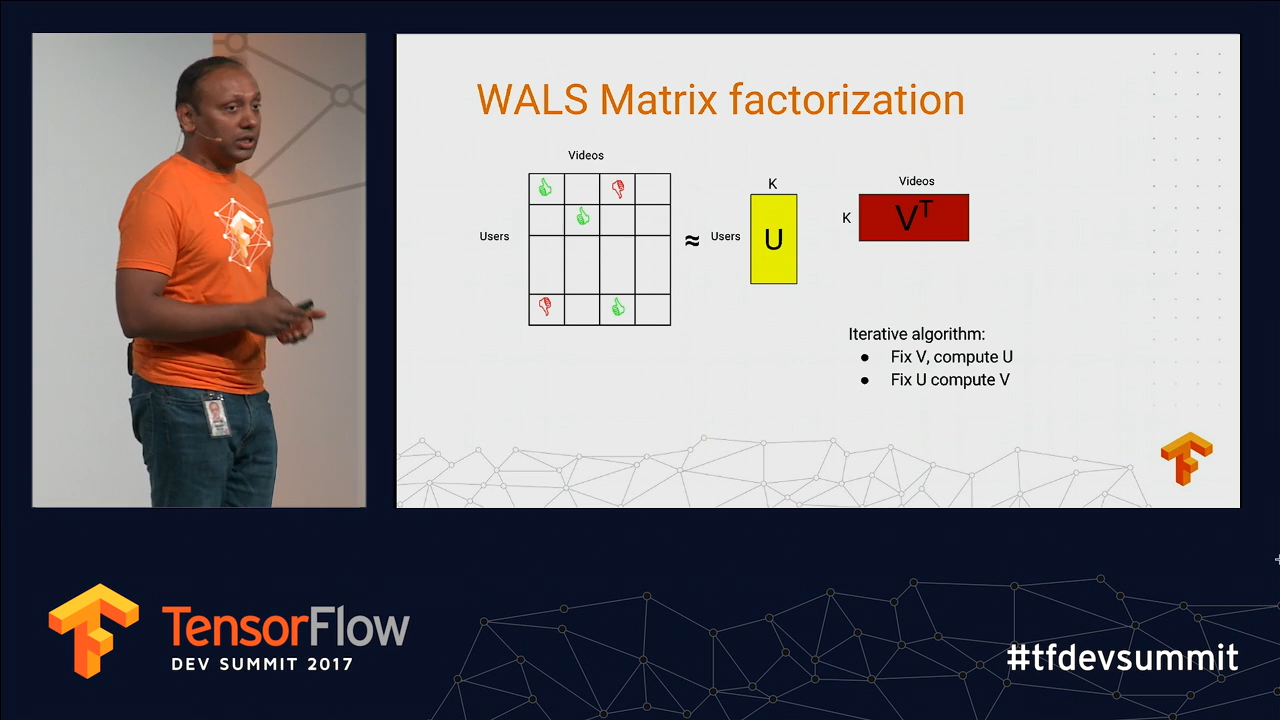 WALS Matrix factorization
Videos
Users
≈
K
Users
U
Videos
K
Vᵀ
Iterative algorithm:
● Fix V, compute U
● Fix U compute V
TensorFlow
DEV SUMMIT 2017
#tfdevsummit